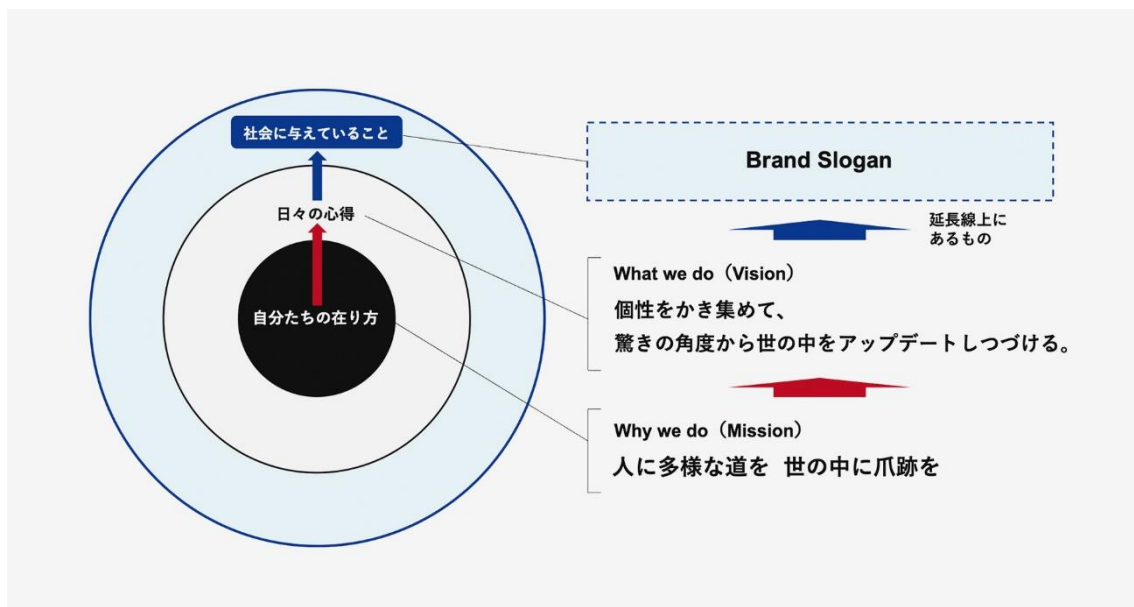 社会に与えていること
日々の心得
自分たちの在り方
Brand Slogan
延長線上に
あるもの
What we do（Vision）
個性をかき集めて、
驚きの角度から世の中をアップデートしつづける。
Why we do（Mission）
人に多様な道を 世の中に爪跡を